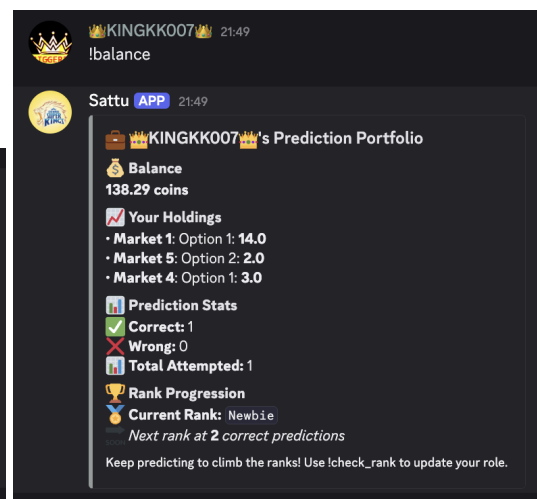 👑KINGKK007👑 21:49
!balance
Sattu APP 21:49
💼 👑KINGKK007👑's Prediction Portfolio
💰 Balance
138.29 coins
📈 Your Holdings
• Market 1: Option 1: 14.0
• Market 5: Option 2: 2.0
• Market 4: Option 1: 3.0
📊 Prediction Stats
✅ Correct: 1
❌ Wrong: 0
📊 Total Attempted: 1
🏆 Rank Progression
🏅 Current Rank: Newbie
🔜 Next rank at 2 correct predictions
Keep predicting to climb the ranks! Use !check_rank to update your role.